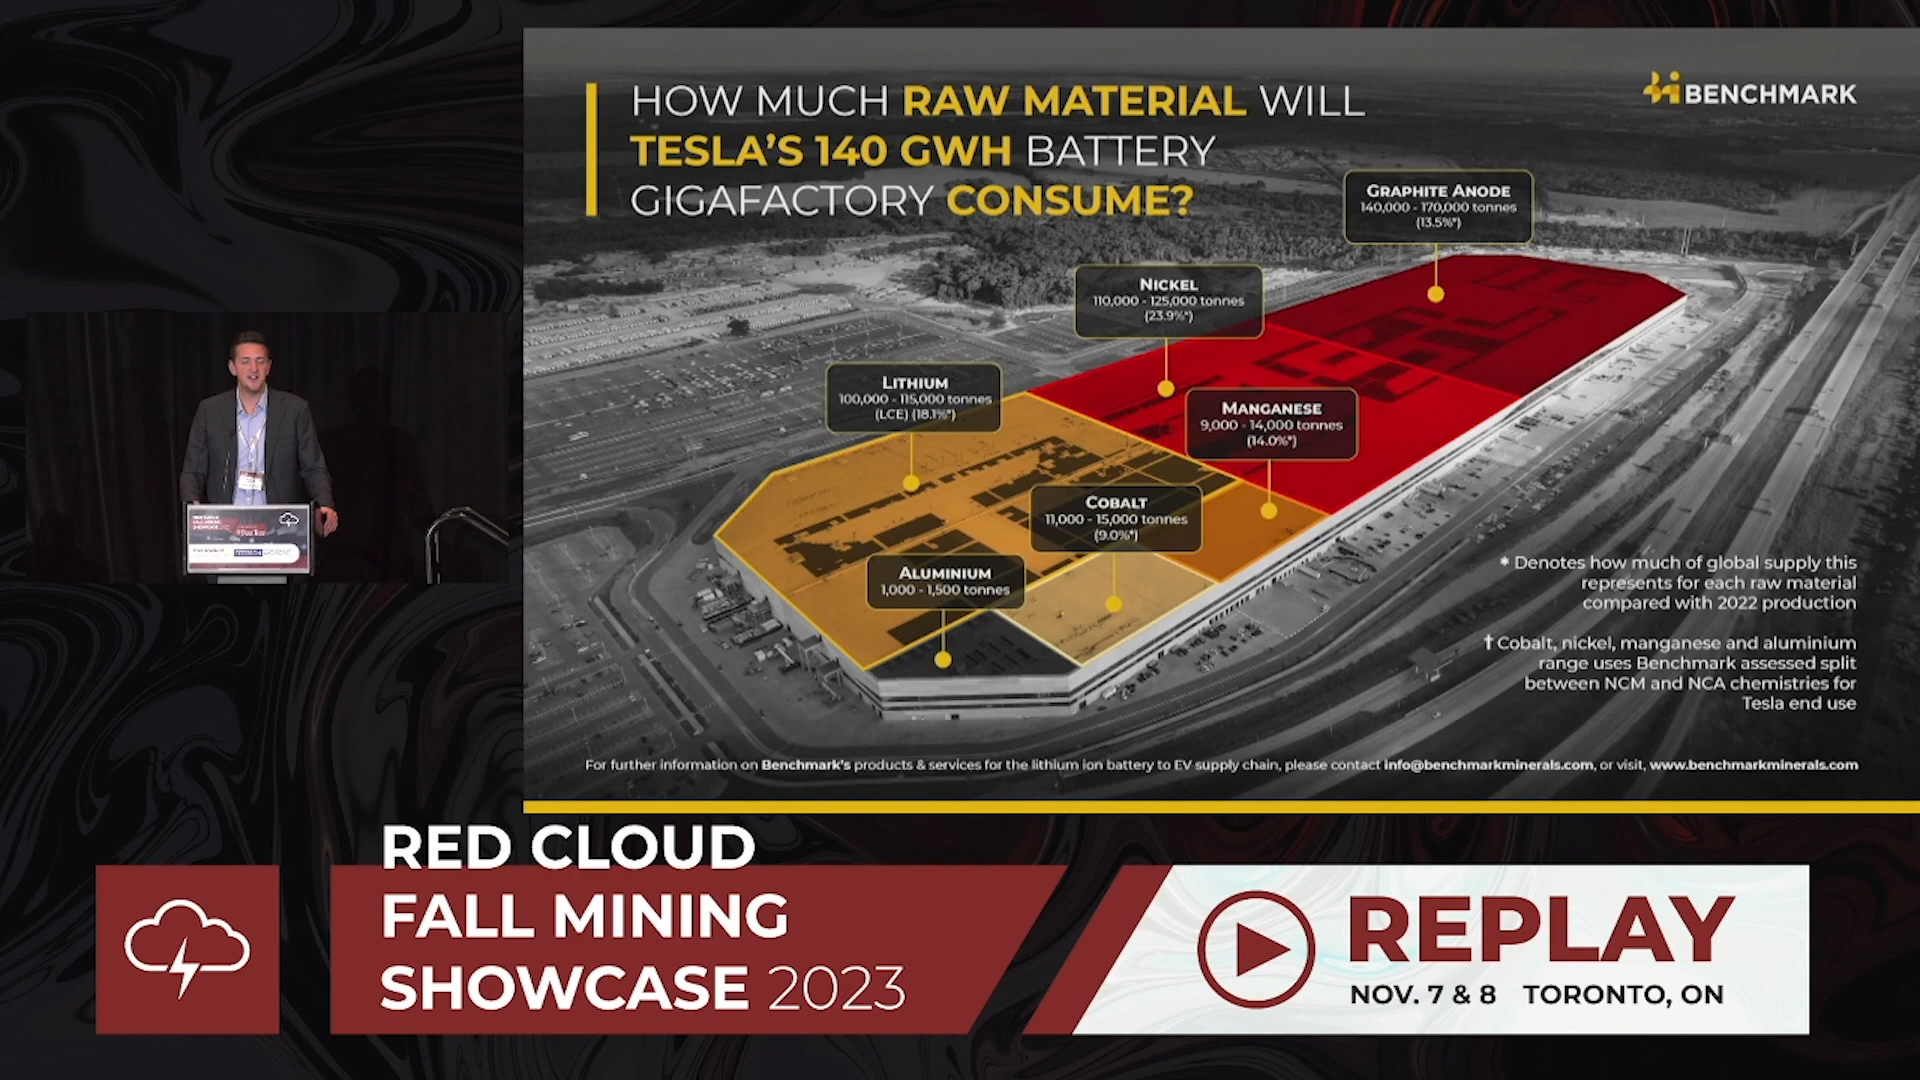 HOW MUCH RAW MATERIAL WILL
TESLA'S 140 GWH BATTERY
GIGAFACTORY CONSUME?
BENCHMARK
GRAPHITE ANODE
140,000 - 170,000 tonnes
(13.5%*)
NICKEL
110,000 - 125,000 tonnes
(23.9%*)
LITHIUM
100,000 - 115,000 tonnes
(LCE) (18.1%*)
MANGANESE
9,000 - 14,000 tonnes
(14.0%*)
COBALT
11,000 - 15,000 tonnes
(9.0%*)
ALUMINIUM
1,000 - 1,500 tonnes
* Denotes how much of global supply this
represents for each raw material
compared with 2022 production
† Cobalt, nickel, manganese and aluminium
range uses Benchmark assessed split
between NCM and NCA chemistries for
Tesla end use
For further information on Benchmark's products & services for the lithium ion battery to EV supply chain, please contact info@benchmarkminerals.com, or visit, www.benchmarkminerals.com
RED CLOUD
FALL MINING
SHOWCASE 2023
REPLAY
NOV. 7 & 8 TORONTO, ON